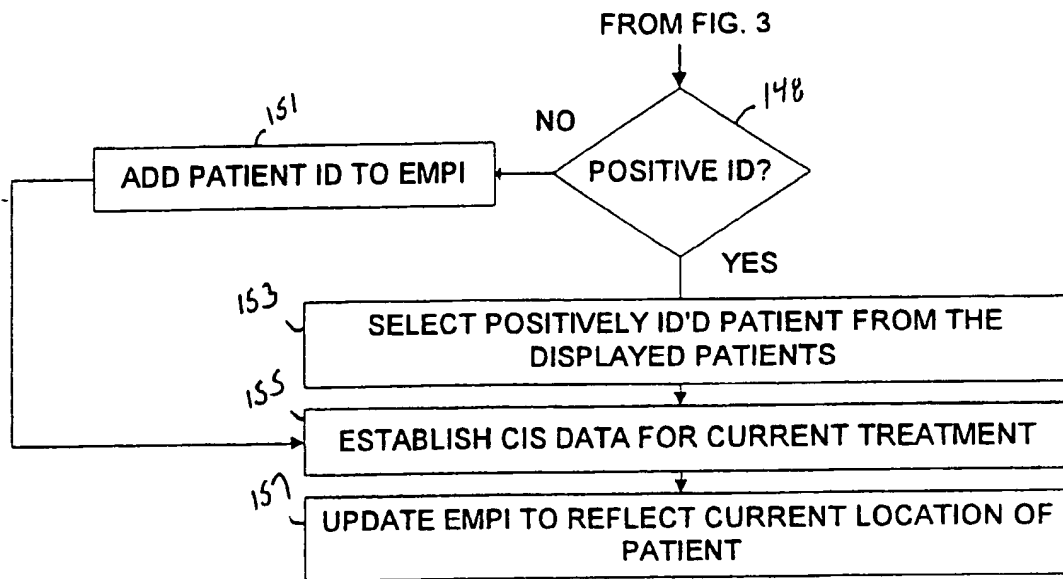 FROM FIG. 3
148
NO
POSITIVE ID?
151
ADD PATIENT ID TO EMPI
YES
153
SELECT POSITIVELY ID'D PATIENT FROM THE
DISPLAYED PATIENTS
155
ESTABLISH CIS DATA FOR CURRENT TREATMENT
157
UPDATE EMPI TO REFLECT CURRENT LOCATION OF
PATIENT